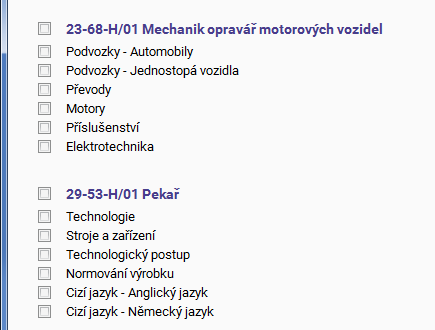 23-68-H/01 Mechanik opravář motorových vozidel
Podvozky - Automobily
Podvozky - Jednostopá vozidla
Převody
Motory
Příslušenství
Elektrotechnika
29-53-H/01 Pekař
Technologie
Stroje a zařízení
Technologický postup
Normování výrobku
Cizí jazyk - Anglický jazyk
Cizí jazyk - Německý jazyk